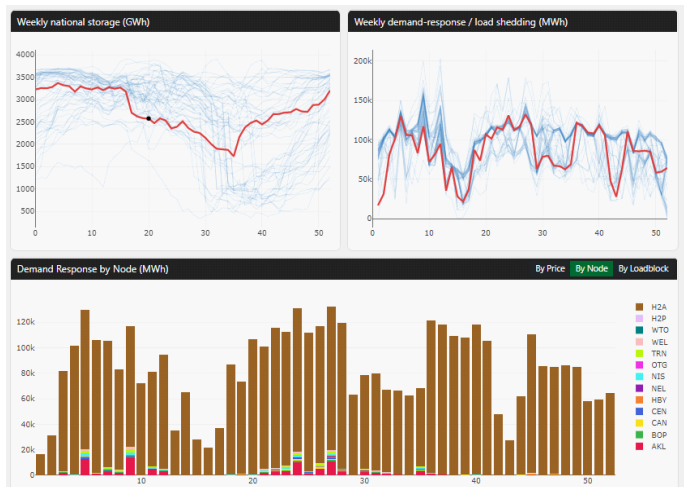 Weekly national storage (GWh)
4000
3500
3000
2500
2000
1500
1000
500
0 10 20 30 40 50
Weekly demand-response / load shedding (MWh)
200k
150k
100k
50k
0
0 10 20 30 40 50
Demand Response by Node (MWh)
By Price By Node By Loadblock
120k
100k
80k
60k
40k
20k
0
10 20 30 40 50
H2A
H2P
WTO
WEL
TRN
OTG
NIS
NEL
HBY
CEN
CAN
BOP
AKL